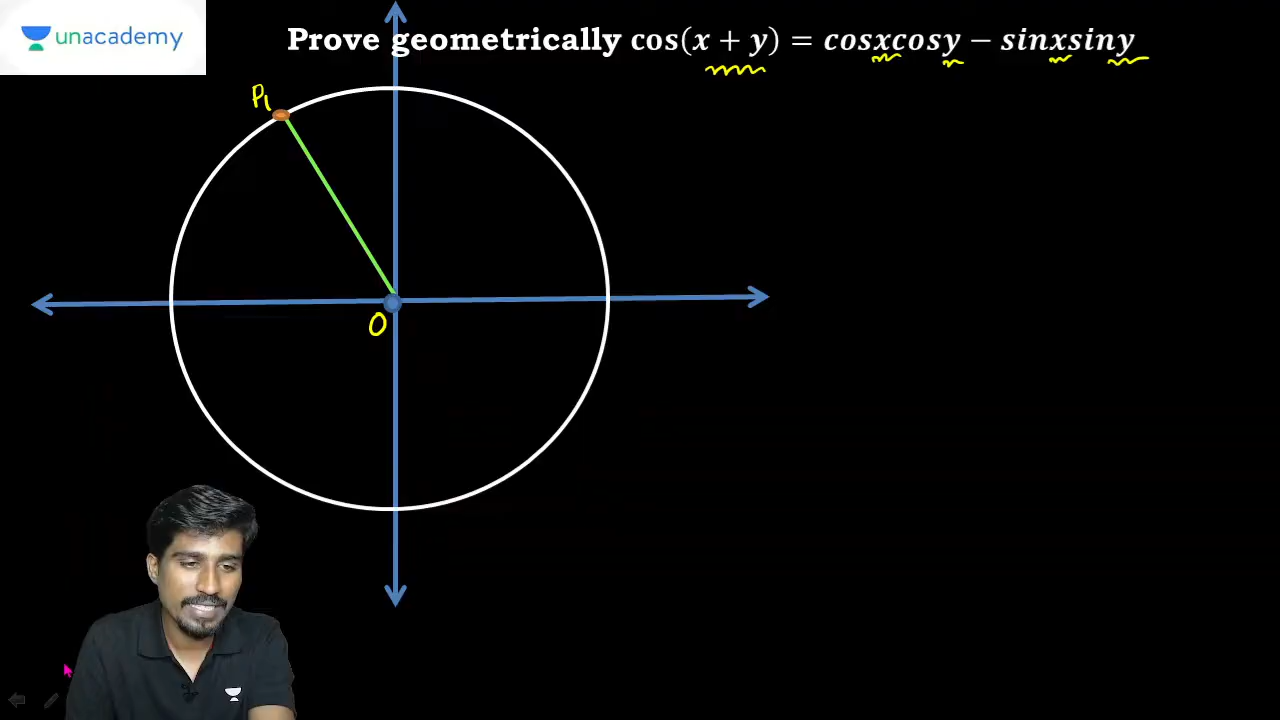 unacademy
Prove geometrically cos(x + y) = cosxcosy − sinxsiny
P₁
O